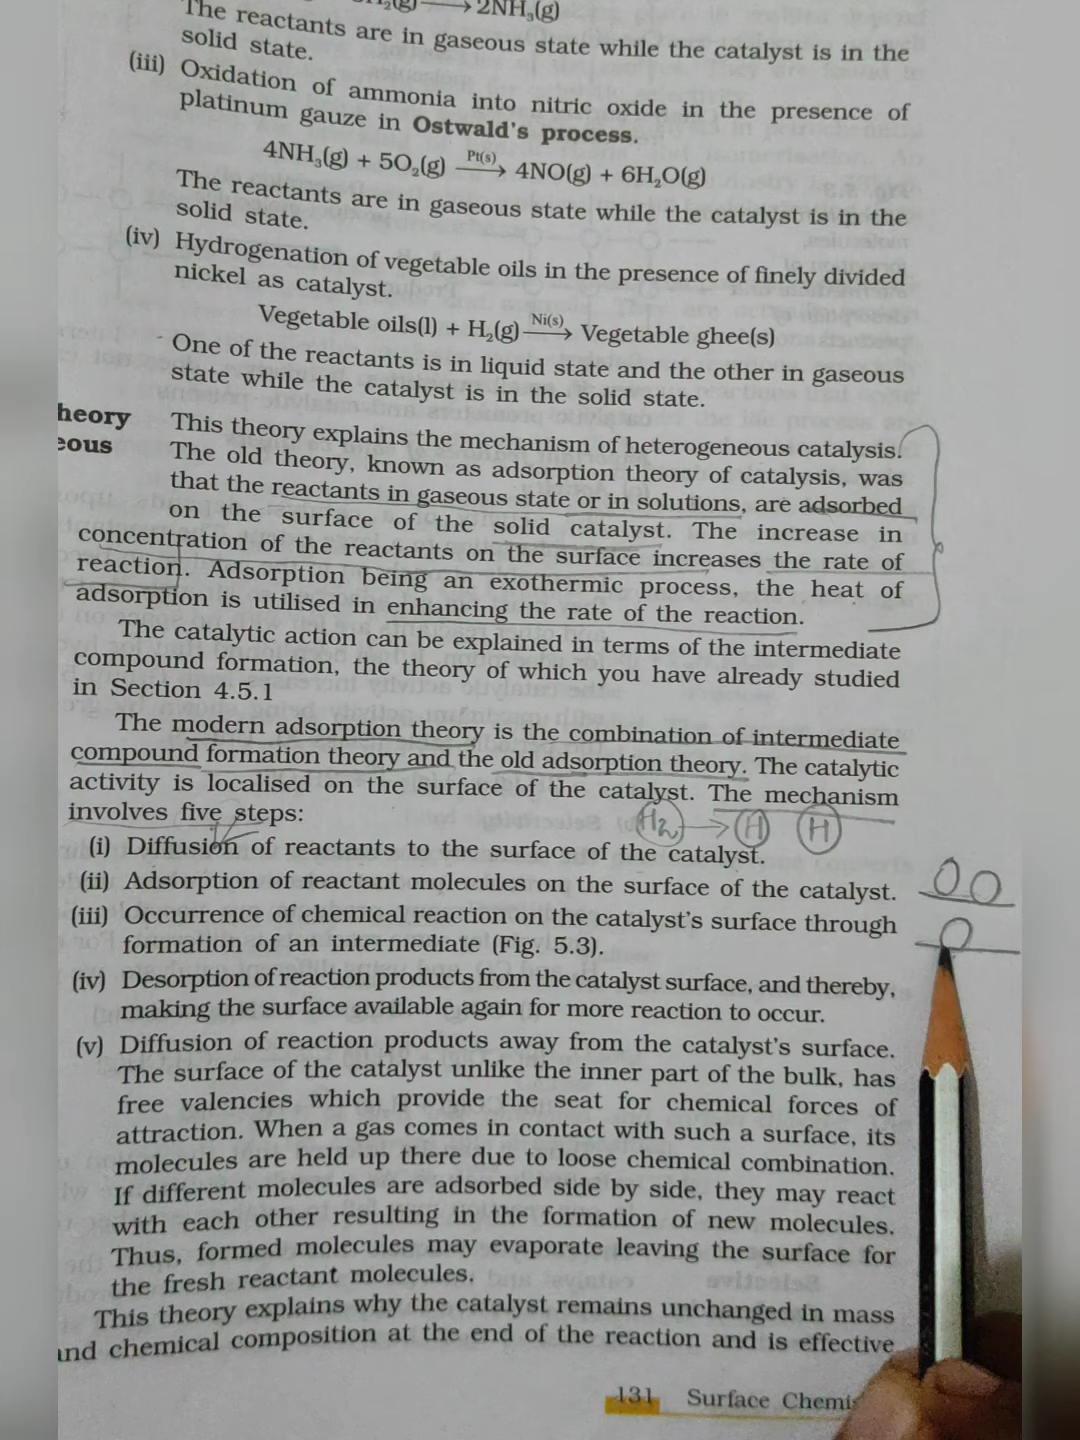 2NH₃(g)
The reactants are in gaseous state while the catalyst is in the
solid state.
(iii) Oxidation of ammonia into nitric oxide in the presence of
platinum gauze in Ostwald's process.
4NH₃(g) + 5O₂(g) —Pt(s)→ 4NO(g) + 6H₂O(g)
The reactants are in gaseous state while the catalyst is in the
solid state.
(iv) Hydrogenation of vegetable oils in the presence of finely divided
nickel as catalyst.
Vegetable oils(l) + H₂(g) —Ni(s)→ Vegetable ghee(s)
One of the reactants is in liquid state and the other in gaseous
state while the catalyst is in the solid state.
heory
eous
This theory explains the mechanism of heterogeneous catalysis.
The old theory, known as adsorption theory of catalysis, was
that the reactants in gaseous state or in solutions, are adsorbed
on the surface of the solid catalyst. The increase in
concentration of the reactants on the surface increases the rate of
reaction. Adsorption being an exothermic process, the heat of
adsorption is utilised in enhancing the rate of the reaction.
The catalytic action can be explained in terms of the intermediate
compound formation, the theory of which you have already studied
in Section 4.5.1
The modern adsorption theory is the combination of intermediate
compound formation theory and the old adsorption theory. The catalytic
activity is localised on the surface of the catalyst. The mechanism
involves five steps:
H₂ → H H
(i) Diffusion of reactants to the surface of the catalyst.
(ii) Adsorption of reactant molecules on the surface of the catalyst.
(iii) Occurrence of chemical reaction on the catalyst's surface through
formation of an intermediate (Fig. 5.3).
(iv) Desorption of reaction products from the catalyst surface, and thereby,
making the surface available again for more reaction to occur.
(v) Diffusion of reaction products away from the catalyst's surface.
The surface of the catalyst unlike the inner part of the bulk, has
free valencies which provide the seat for chemical forces of
attraction. When a gas comes in contact with such a surface, its
molecules are held up there due to loose chemical combination.
If different molecules are adsorbed side by side, they may react
with each other resulting in the formation of new molecules.
Thus, formed molecules may evaporate leaving the surface for
the fresh reactant molecules.
This theory explains why the catalyst remains unchanged in mass
and chemical composition at the end of the reaction and is effective
131 Surface Chemis